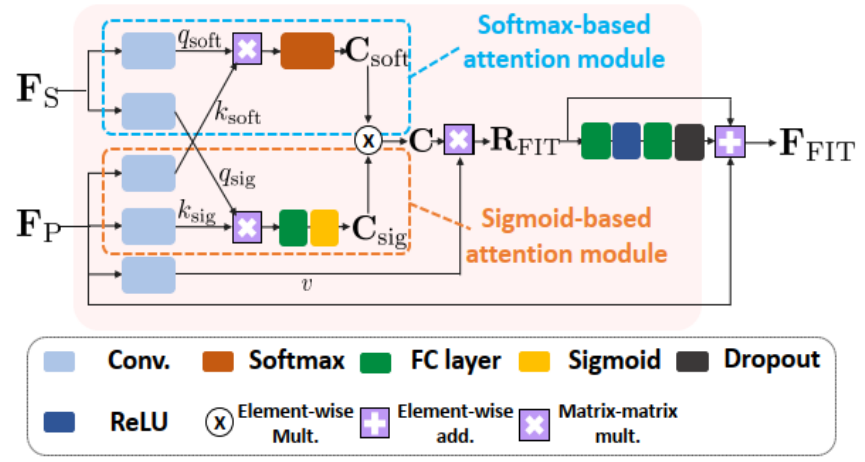 Softmax-based
attention module
q_soft
C_soft
F_S
k_soft
C
R_FIT
F_FIT
q_sig
F_P
k_sig
C_sig
Sigmoid-based
attention module
v
Conv.
Softmax
FC layer
Sigmoid
Dropout
ReLU
Element-wise
Mult.
Element-wise
add.
Matrix-matrix
mult.